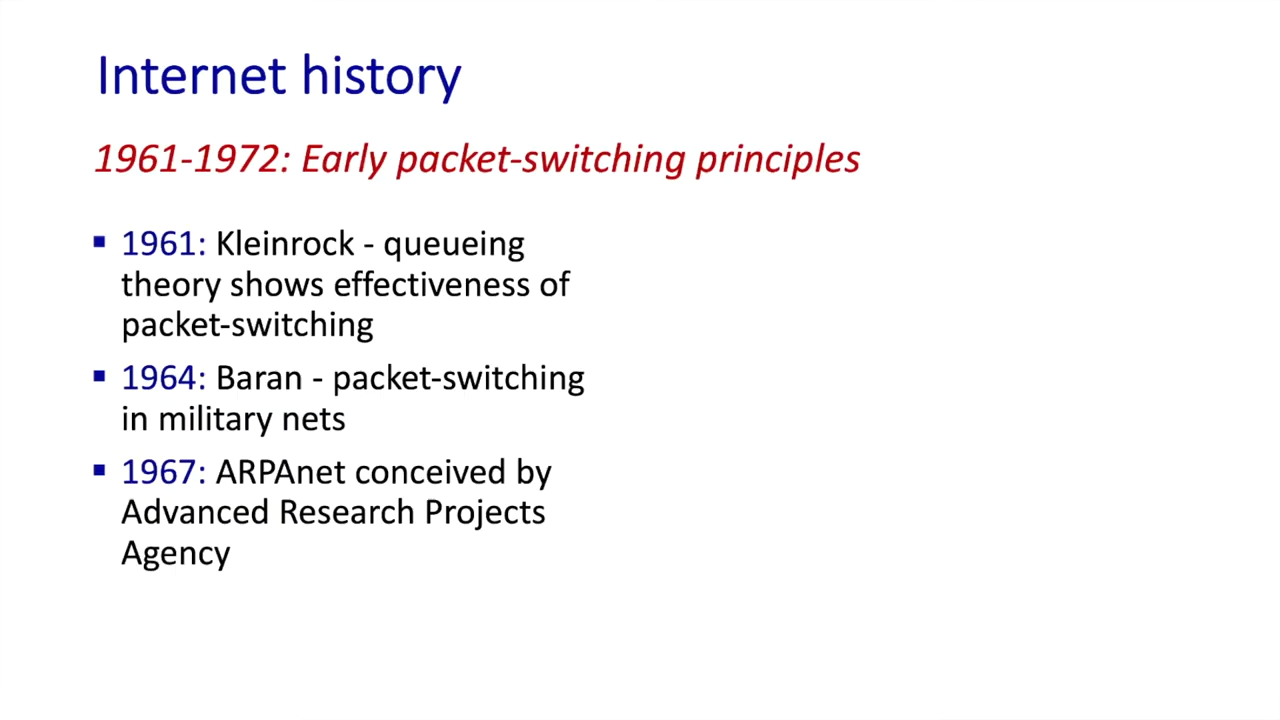 Internet history
1961-1972: Early packet-switching principles
▪ 1961: Kleinrock - queueing
theory shows effectiveness of
packet-switching
▪ 1964: Baran - packet-switching
in military nets
▪ 1967: ARPAnet conceived by
Advanced Research Projects
Agency